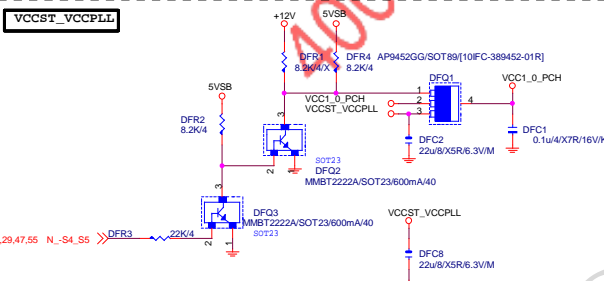 VCCST_VCCPLL
+12V
5VSB
400
DFR1
8.2K/4/X
DFR4
8.2K/4
AP9452GG/SOT89/[10IFC-389452-01R]
DFQ1
VCC1_0_PCH
5VSB
DFR2
8.2K/4
VCC1_0_PCH
VCCST_VCCPLL
1
2
3
4
DFC2
22u/8/X5R/6.3V/M
DFC1
0.1u/4/X7R/16V/K
3
2
1
SOT23
DFQ2
MMBT2222A/SOT23/600mA/40
3
2
1
DFQ3
MMBT2222A/SOT23/600mA/40
SOT23
,29,47,55 N_-S4_S5
DFR3
22K/4
VCCST_VCCPLL
DFC8
22u/8/X5R/6.3V/M